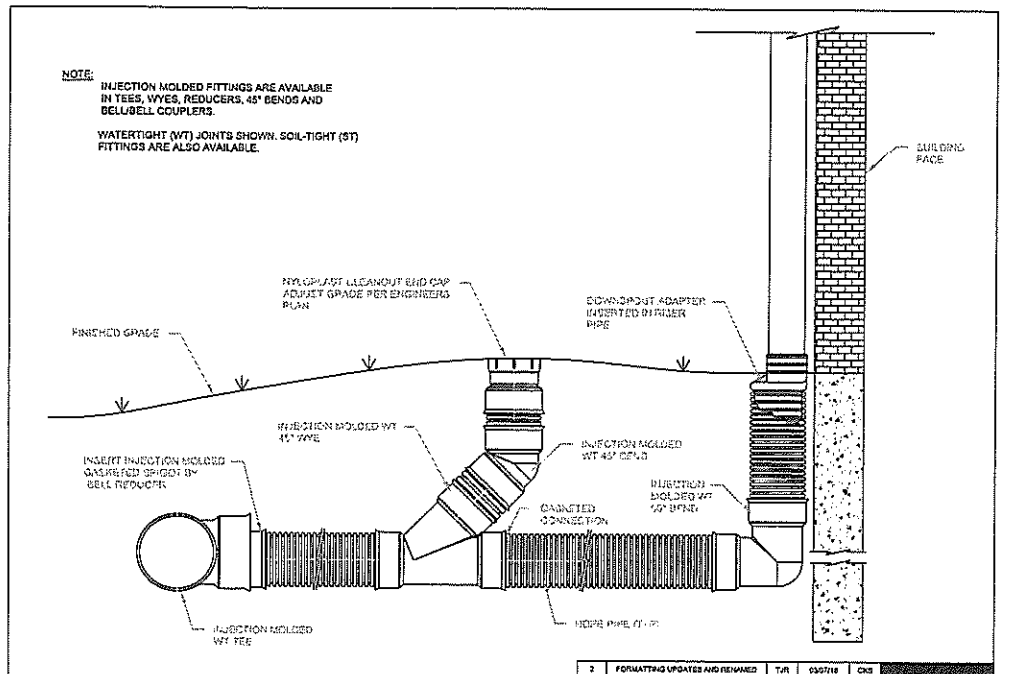 NOTE:
INJECTION MOLDED FITTINGS ARE AVAILABLE
IN TEES, WYES, REDUCERS, 45° BENDS AND
BELL/BELL COUPLERS.
WATERTIGHT (WT) JOINTS SHOWN. SOIL-TIGHT (ST)
FITTINGS ARE ALSO AVAILABLE.
BUILDING
FACE
NYLOPLAST CLEANOUT END CAP
ADJUST GRADE PER ENGINEERS
PLAN
DOWNSPOUT ADAPTER
INSERTED IN RISER
PIPE
FINISHED GRADE
INJECTION MOLDED WT
45° WYE
INJECTION MOLDED
WT 45° BEND
INSERT INJECTION MOLDED
GASKETED SPIGOT BY
BELL REDUCER
INJECTION
MOLDED WT
BEND
GASKETED
CONNECTION
INJECTION MOLDED
WT TEE
HDPE PIPE
2 FORMATTING UPDATES AND RENAMED TJR 03/07/18 CKS